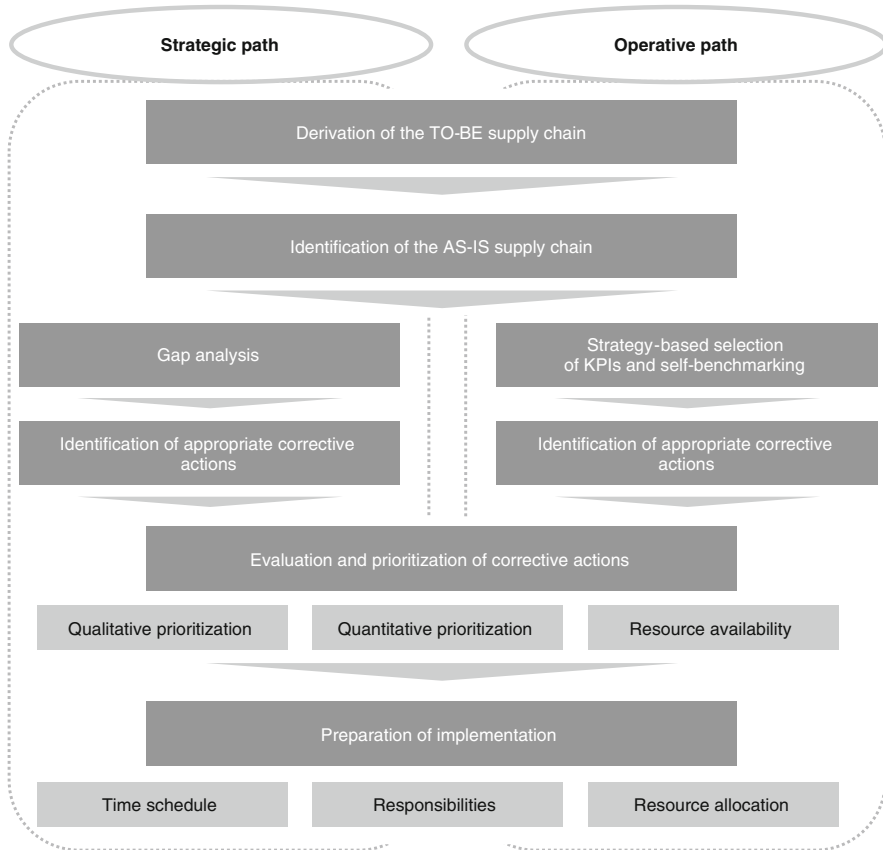 Strategic path
Operative path
Derivation of the TO-BE supply chain
Identification of the AS-IS supply chain
Gap analysis
Strategy-based selection
of KPIs and self-benchmarking
Identification of appropriate corrective
actions
Identification of appropriate corrective
actions
Evaluation and prioritization of corrective actions
Qualitative prioritization
Quantitative prioritization
Resource availability
Preparation of implementation
Time schedule
Responsibilities
Resource allocation